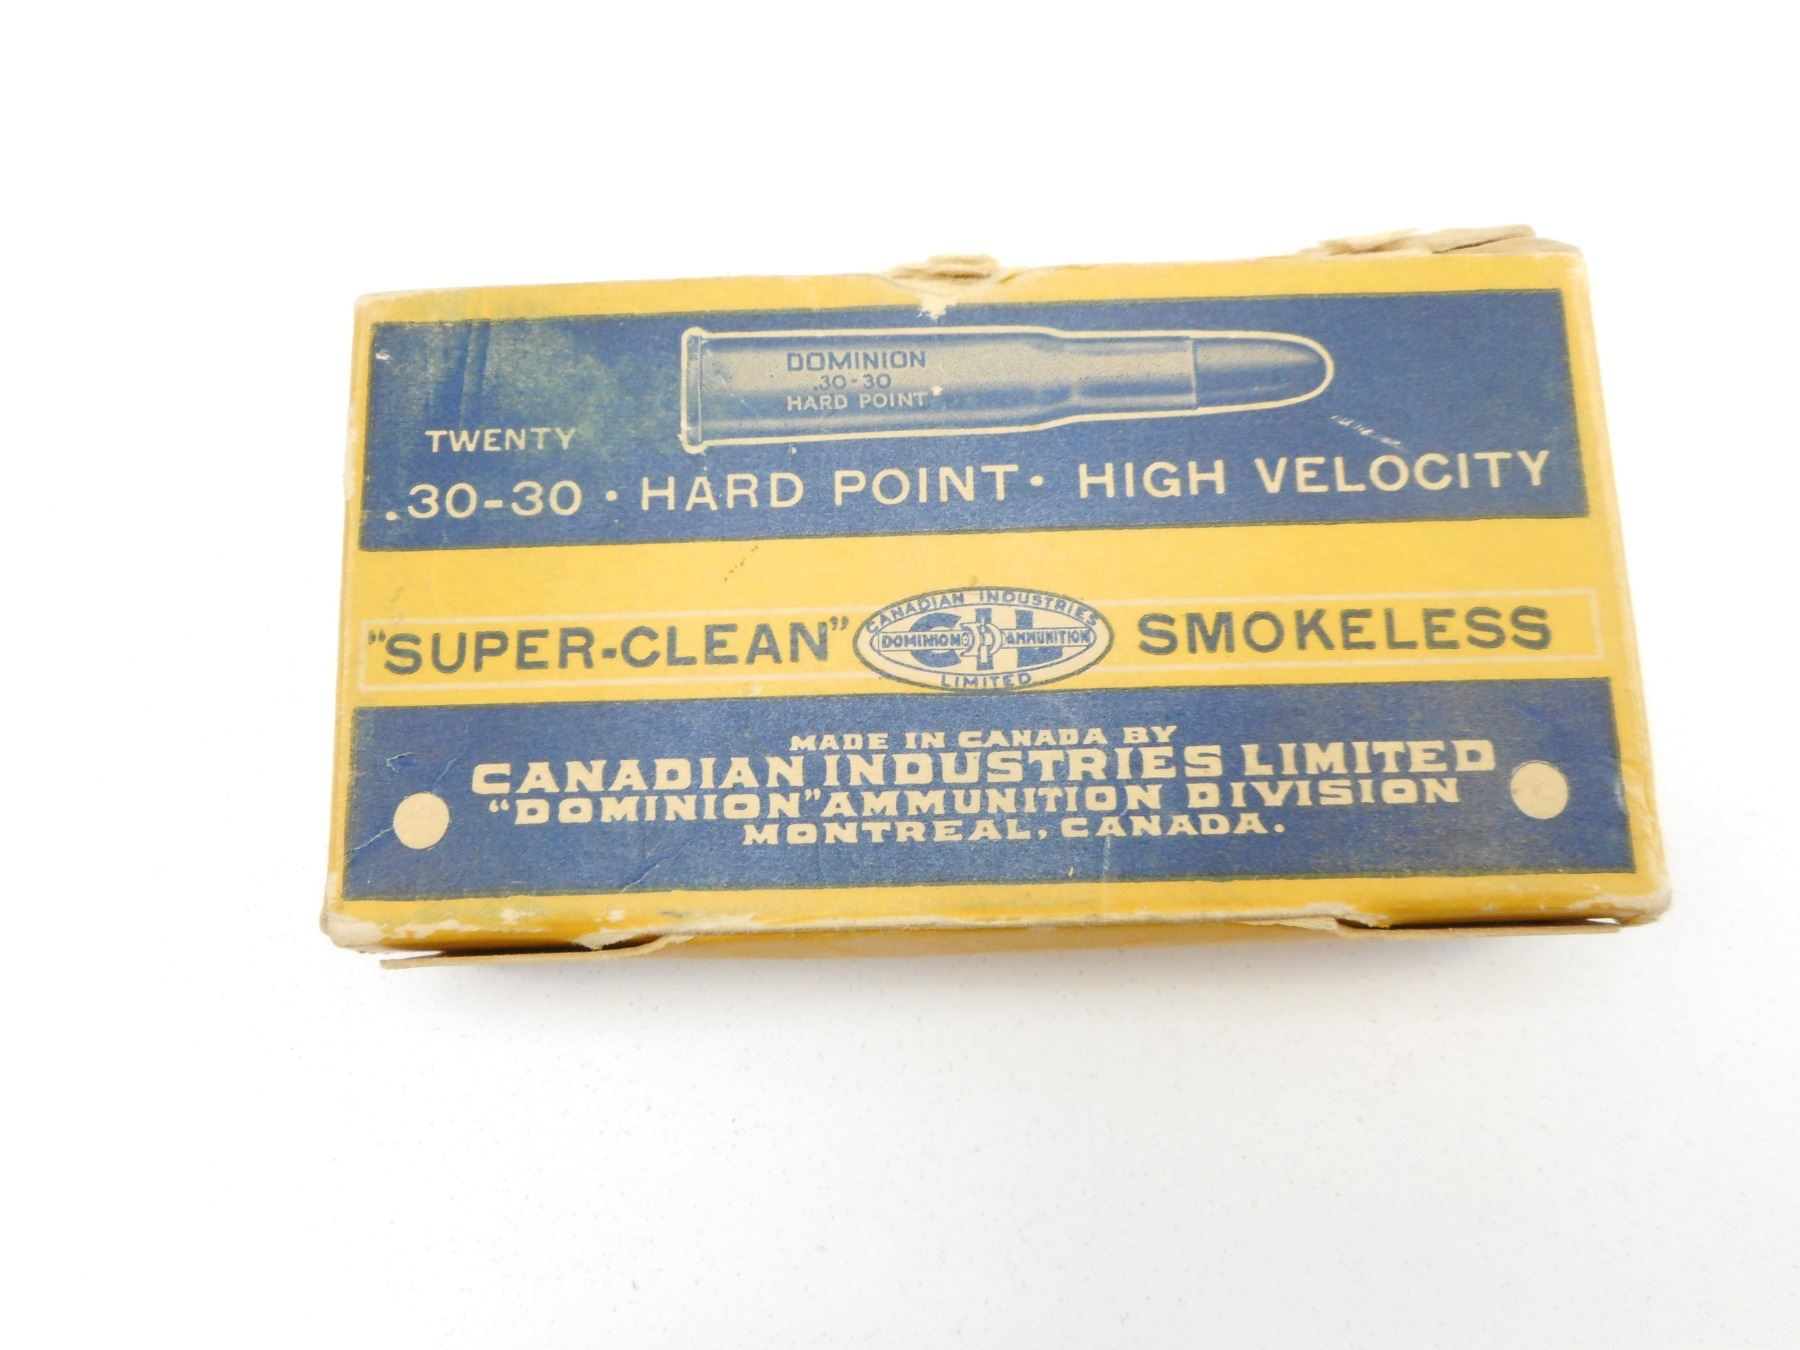 DOMINION
.30-30
HARD POINT
TWENTY
.30-30 · HARD POINT · HIGH VELOCITY
"SUPER-CLEAN" SMOKELESS
CANADIAN INDUSTRIES
CIL
DOMINION AMMUNITION
LIMITED
MADE IN CANADA BY
CANADIAN INDUSTRIES LIMITED
"DOMINION" AMMUNITION DIVISION
MONTREAL, CANADA.